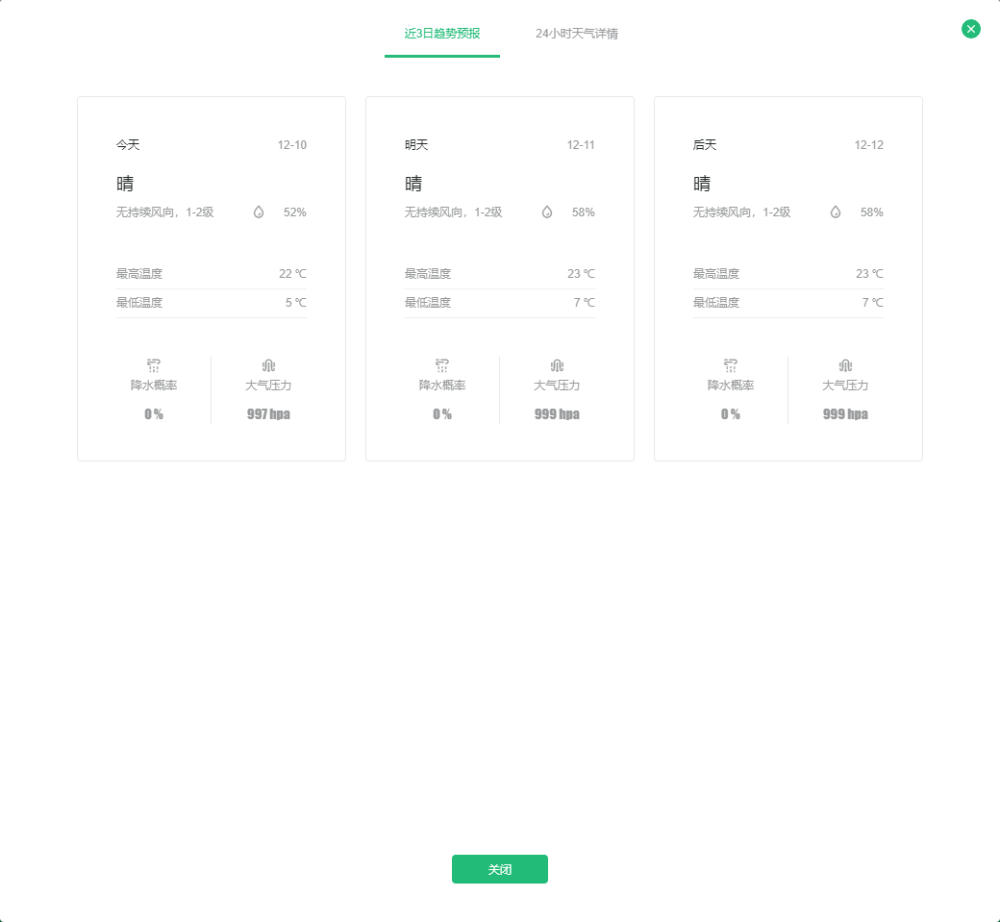 近3日趋势预报
24小时天气详情
今天 12-10
晴
无持续风向，1-2级 52%
最高温度 22 ℃
最低温度 5 ℃
降水概率 大气压力
0 % 997 hpa
明天 12-11
晴
无持续风向，1-2级 58%
最高温度 23 ℃
最低温度 7 ℃
降水概率 大气压力
0 % 999 hpa
后天 12-12
晴
无持续风向，1-2级 58%
最高温度 23 ℃
最低温度 7 ℃
降水概率 大气压力
0 % 999 hpa
关闭